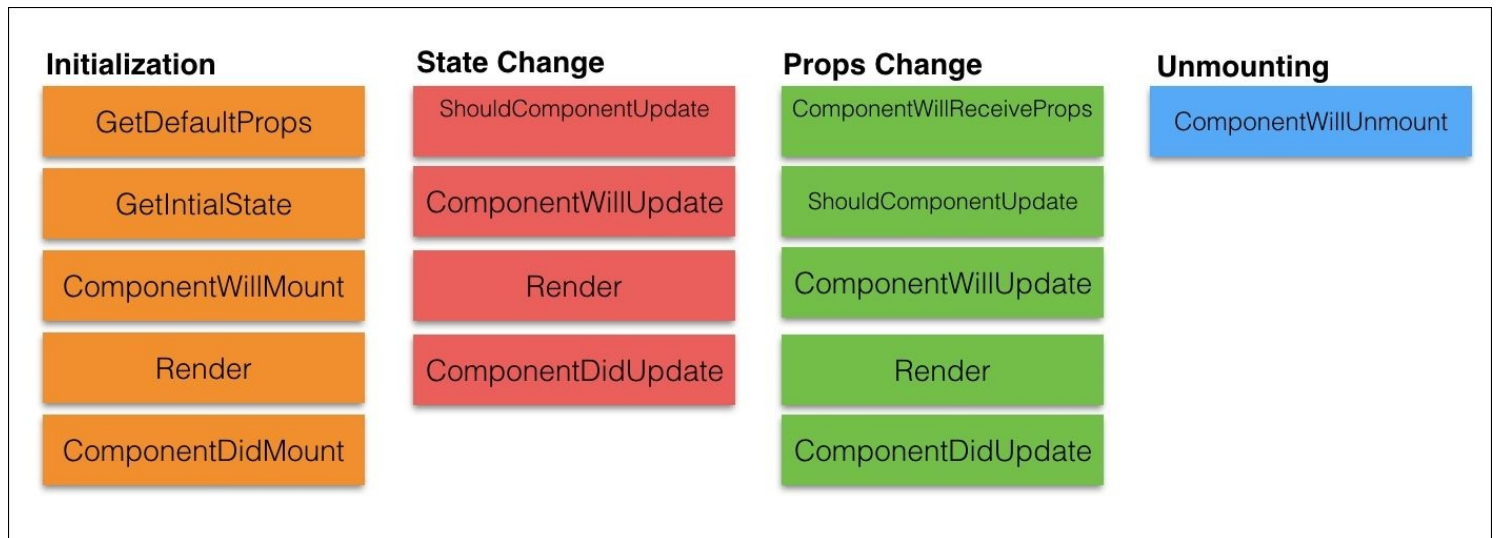 Initialization
GetDefaultProps
GetIntialState
ComponentWillMount
Render
ComponentDidMount
State Change
ShouldComponentUpdate
ComponentWillUpdate
Render
ComponentDidUpdate
Props Change
ComponentWillReceiveProps
ShouldComponentUpdate
ComponentWillUpdate
Render
ComponentDidUpdate
Unmounting
ComponentWillUnmount